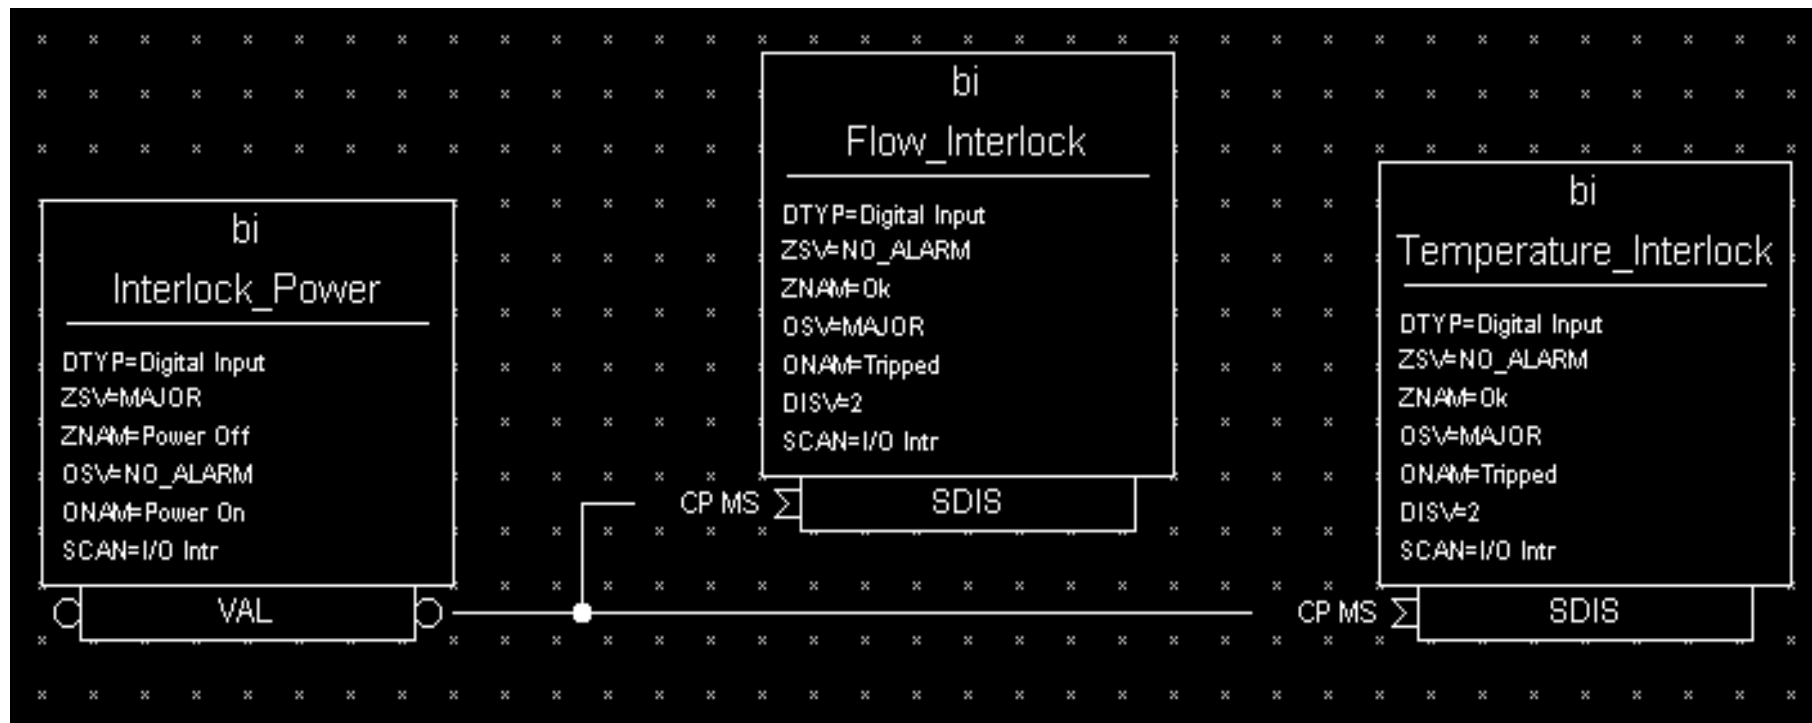 bi
Interlock_Power
DTYP=Digital Input
ZSV=MAJOR
ZNAM=Power Off
OSV=NO_ALARM
ONAM=Power On
SCAN=I/O Intr
VAL
bi
Flow_Interlock
DTYP=Digital Input
ZSV=NO_ALARM
ZNAM=Ok
OSV=MAJOR
ONAM=Tripped
DISV=2
SCAN=I/O Intr
CP MS
SDIS
bi
Temperature_Interlock
DTYP=Digital Input
ZSV=NO_ALARM
ZNAM=Ok
OSV=MAJOR
ONAM=Tripped
DISV=2
SCAN=I/O Intr
CP MS
SDIS